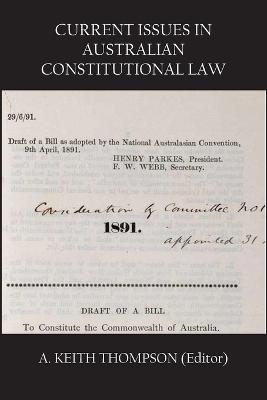 CURRENT ISSUES IN
AUSTRALIAN
CONSTITUTIONAL LAW
29/6/91.
Draft of a Bill as adopted by the National Australasian Convention,
9th April, 1891.
HENRY PARKES, President.
F. W. WEBB, Secretary.
Consideration by Committee not
1891.
appointed 31
DRAFT OF A BILL
To Constitute the Commonwealth of Australia.
A. KEITH THOMPSON (Editor)